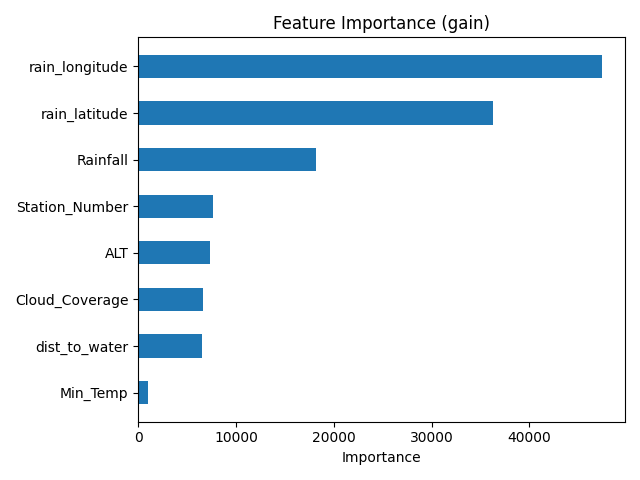 Feature Importance (gain)
rain_longitude
rain_latitude
Rainfall
Station_Number
ALT
Cloud_Coverage
dist_to_water
Min_Temp
0 10000 20000 30000 40000
Importance